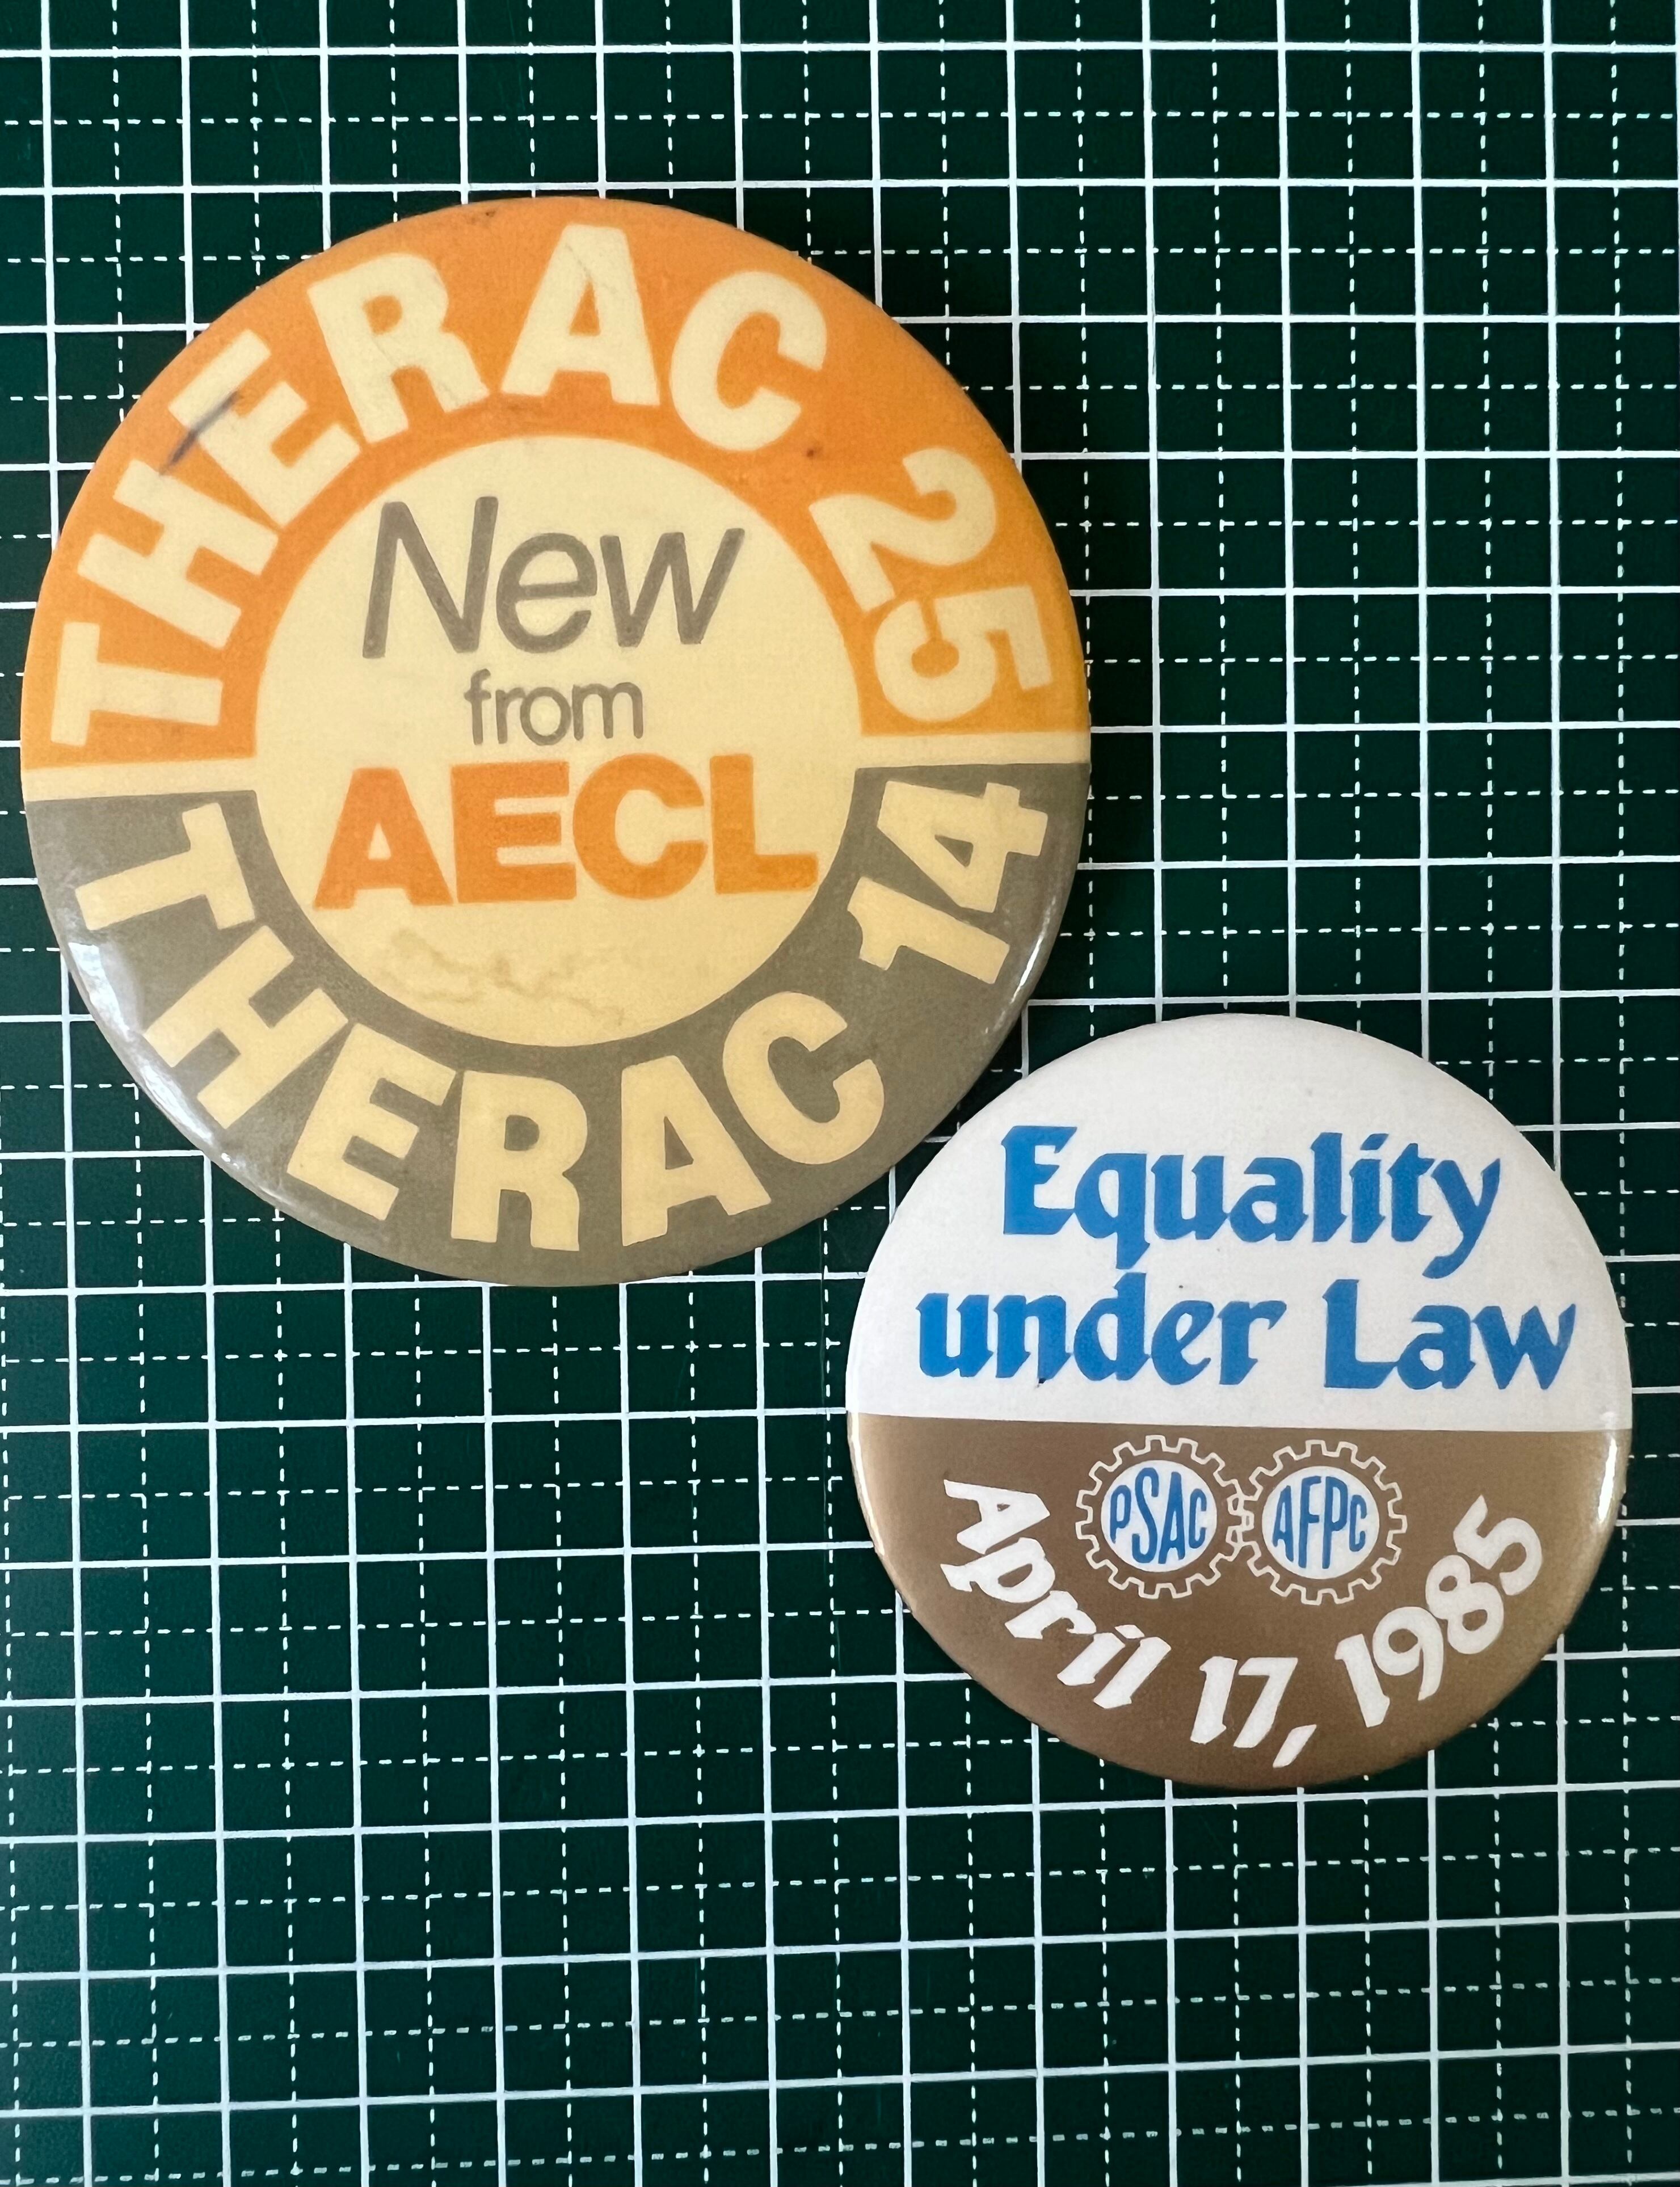 THERAC 25
New
from
AECL
THERAC 14
Equality
under Law
PSAC AFPC
April 17, 1985